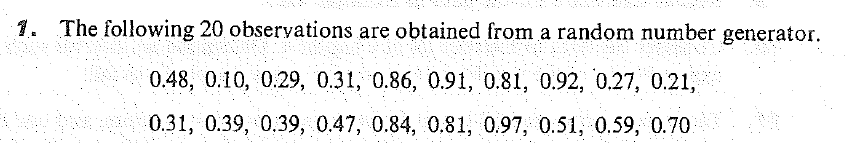 1. The following 20 observations are obtained from a random number generator.
0.48, 0.10, 0.29, 0.31, 0.86, 0.91, 0.81, 0.92, 0.27, 0.21,
0.31, 0.39, 0.39, 0.47, 0.84, 0.81, 0.97, 0.51, 0.59, 0.70